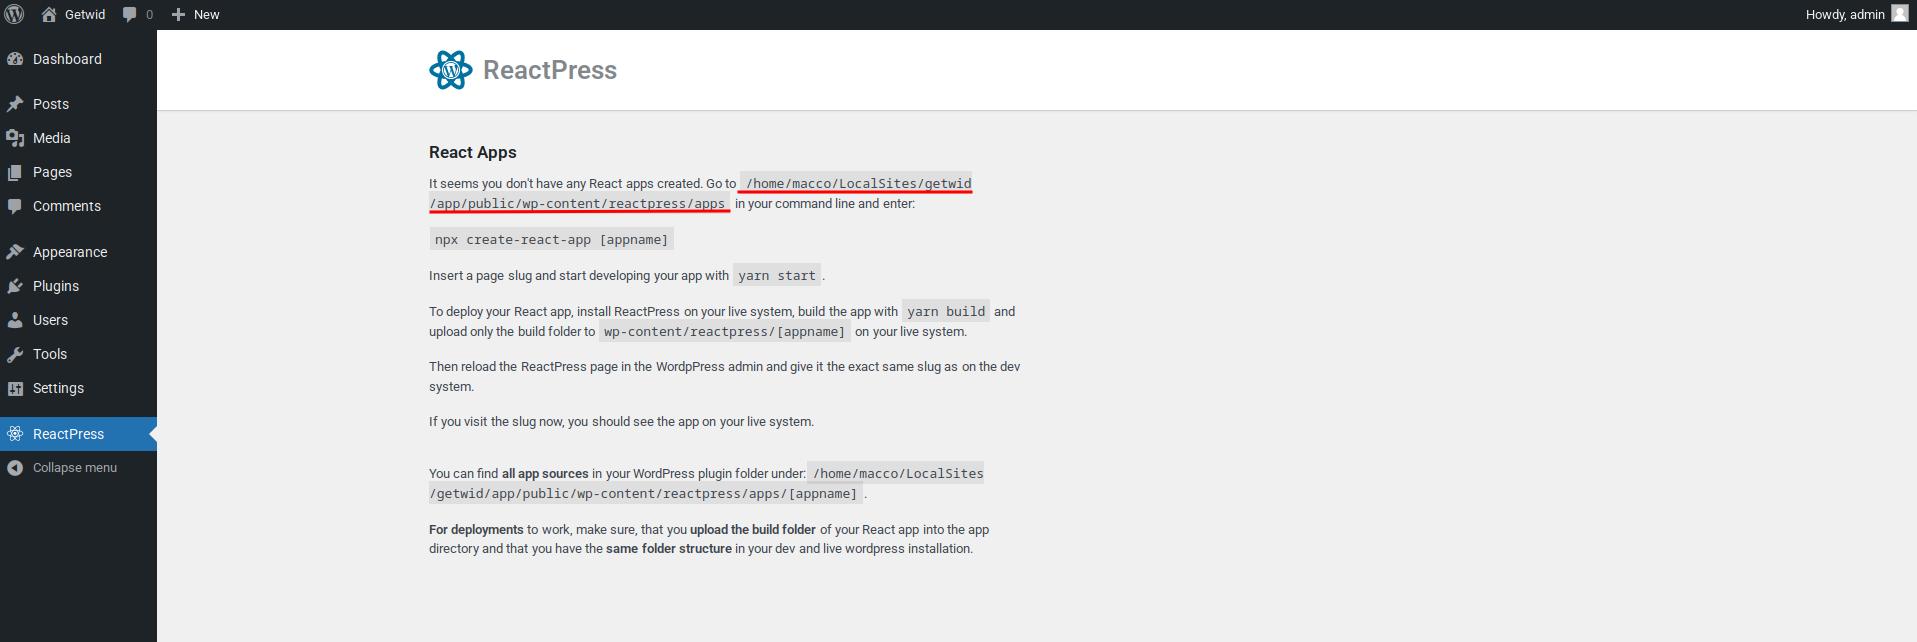 Getwid
0
New
Howdy, admin
Dashboard
Posts
Media
Pages
Comments
Appearance
Plugins
Users
Tools
Settings
ReactPress
Collapse menu
ReactPress
React Apps
It seems you don't have any React apps created. Go to /home/macco/LocalSites/getwid
/app/public/wp-content/reactpress/apps in your command line and enter:
npx create-react-app [appname]
Insert a page slug and start developing your app with yarn start .
To deploy your React app, install ReactPress on your live system, build the app with yarn build and
upload only the build folder to wp-content/reactpress/[appname] on your live system.
Then reload the ReactPress page in the WordpPress admin and give it the exact same slug as on the dev
system.
If you visit the slug now, you should see the app on your live system.
You can find all app sources in your WordPress plugin folder under: /home/macco/LocalSites
/getwid/app/public/wp-content/reactpress/apps/[appname] .
For deployments to work, make sure, that you upload the build folder of your React app into the app
directory and that you have the same folder structure in your dev and live wordpress installation.